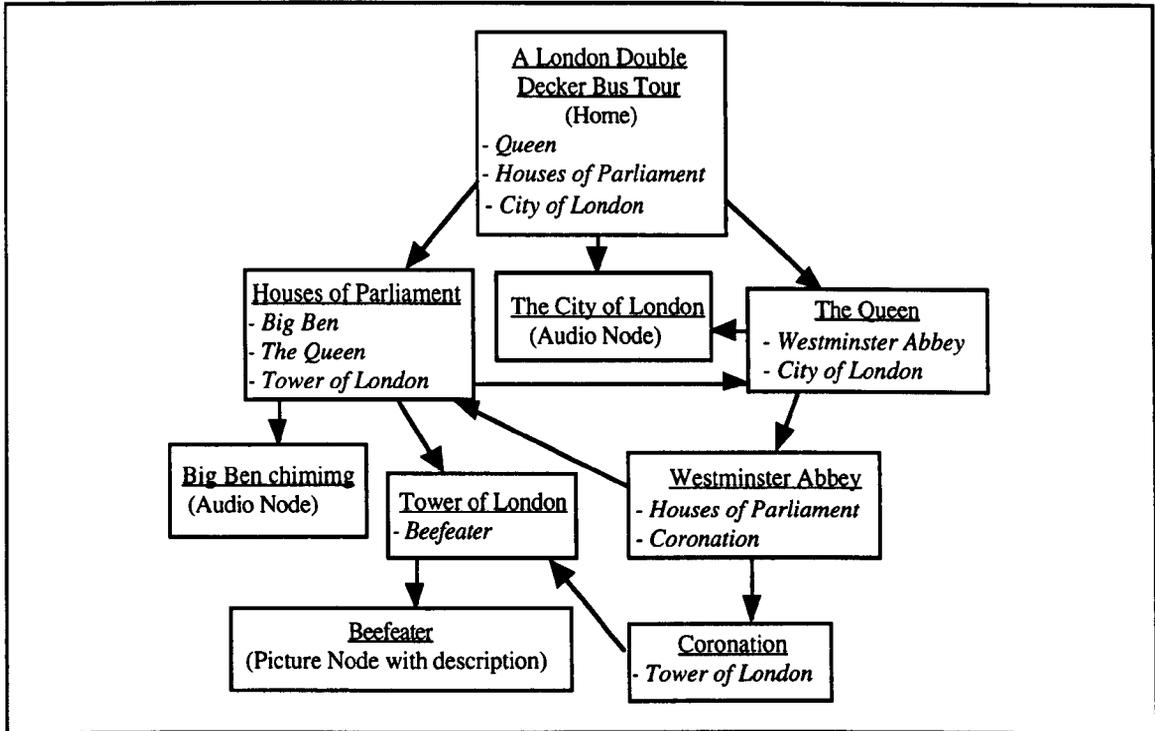 A London Double
Decker Bus Tour
(Home)
- Queen
- Houses of Parliament
- City of London
Houses of Parliament
- Big Ben
- The Queen
- Tower of London
The City of London
(Audio Node)
The Queen
- Westminster Abbey
- City of London
Big Ben chimimg
(Audio Node)
Tower of London
- Beefeater
Westminster Abbey
- Houses of Parliament
- Coronation
Beefeater
(Picture Node with description)
Coronation
- Tower of London